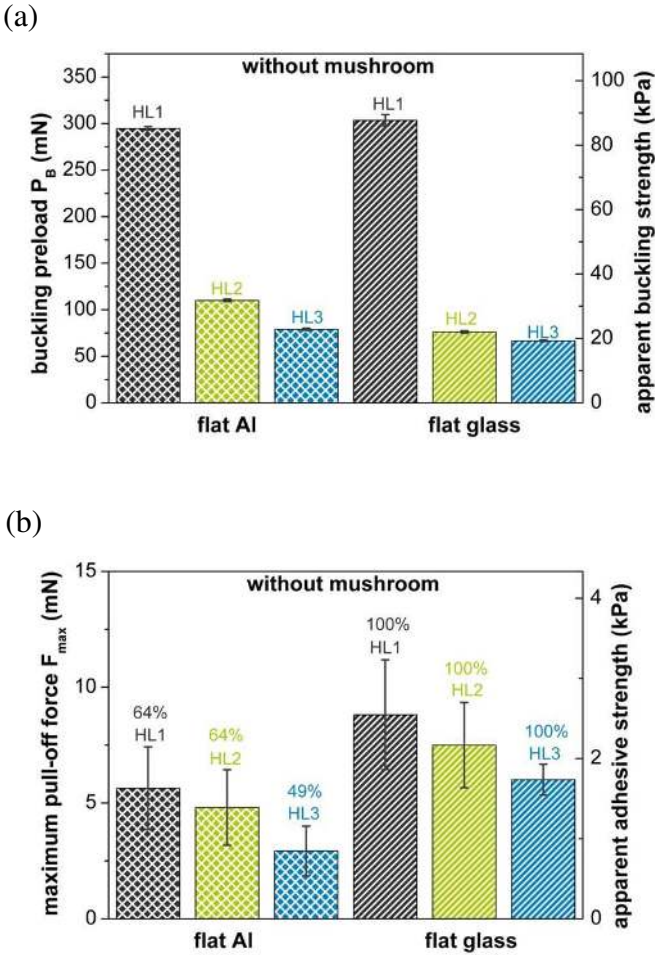 (a)
without mushroom
buckling preload P_B (mN)
350
300
250
200
150
100
50
0
HL1
HL2
HL3
HL1
HL2
HL3
100
80
60
40
20
0
apparent buckling strength (kPa)
flat Al
flat glass
(b)
without mushroom
maximum pull-off force F_max (mN)
15
10
5
0
64%
HL1
64%
HL2
49%
HL3
100%
HL1
100%
HL2
100%
HL3
4
2
0
apparent adhesive strength (kPa)
flat Al
flat glass